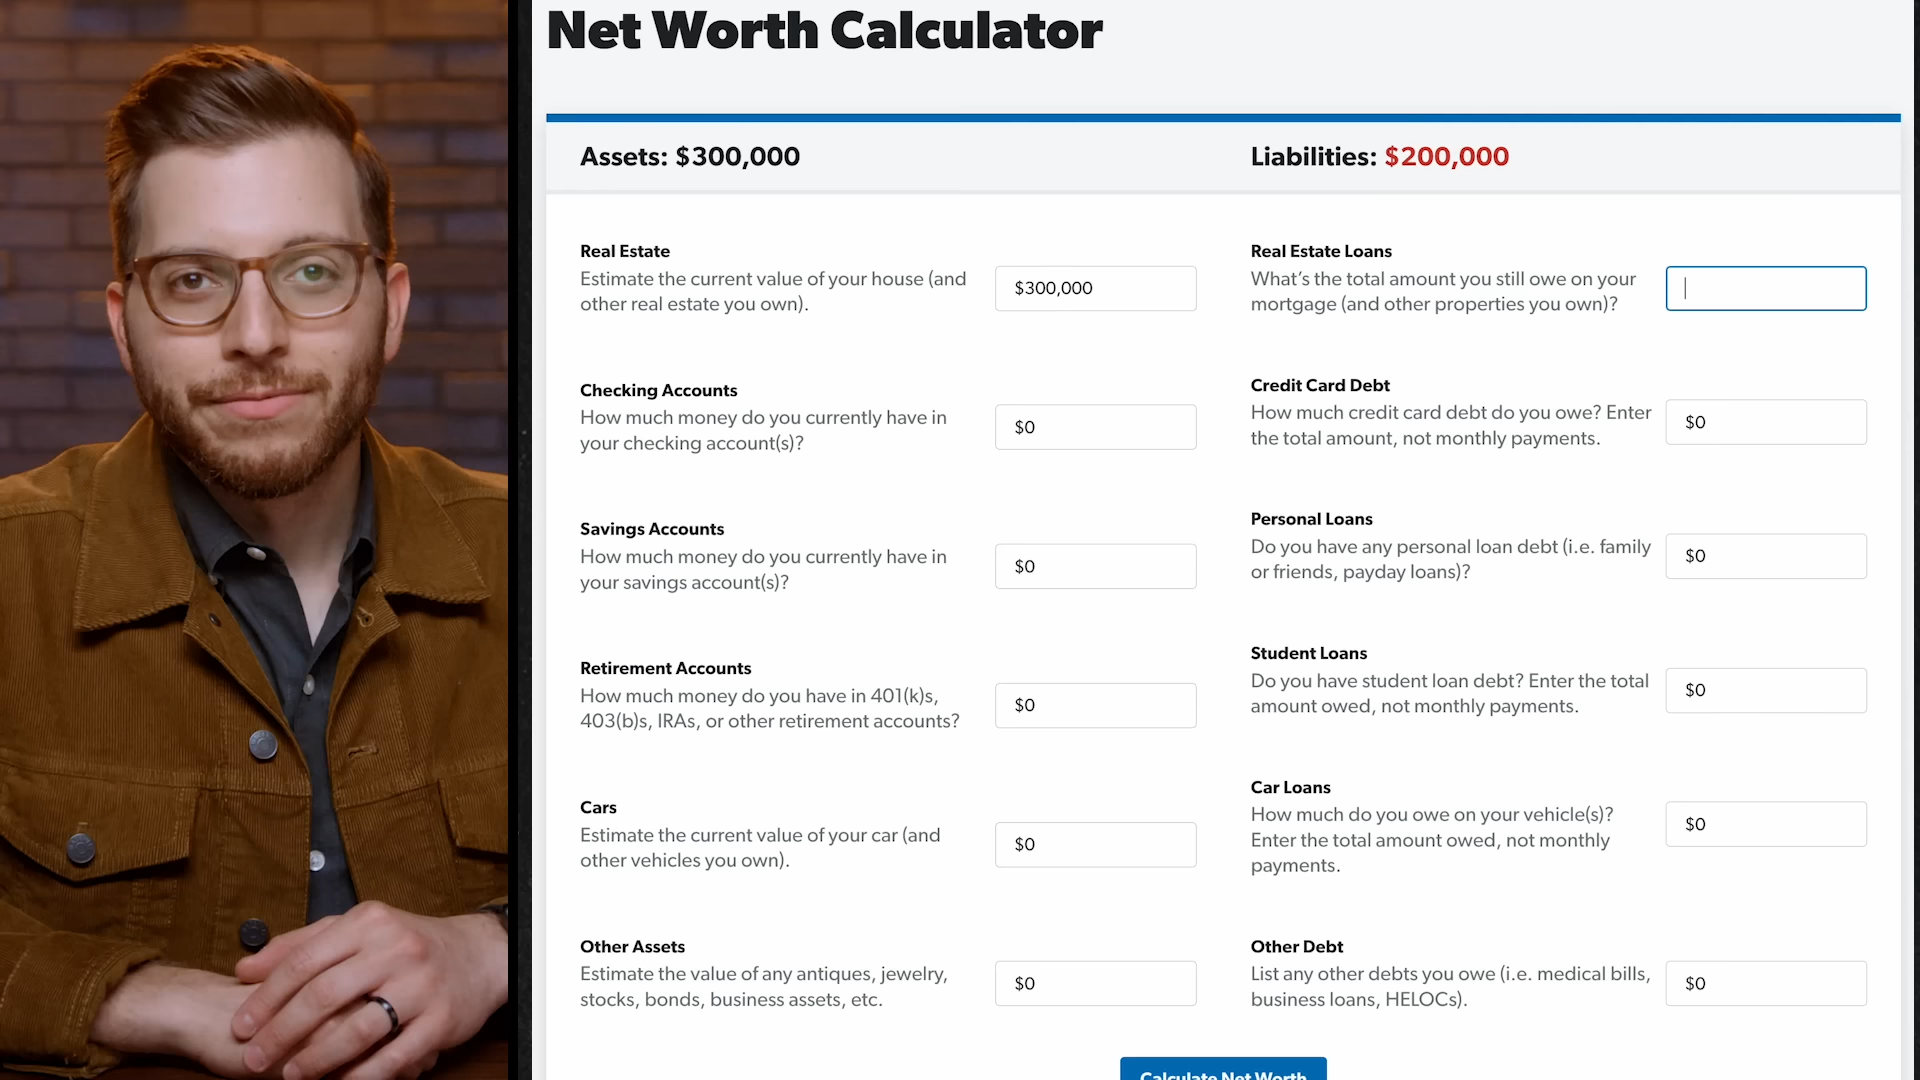 Net Worth Calculator
Assets: $300,000
Liabilities: $200,000
Real Estate
Estimate the current value of your house (and
other real estate you own).
$300,000
Real Estate Loans
What's the total amount you still owe on your
mortgage (and other properties you own)?
Checking Accounts
How much money do you currently have in
your checking account(s)?
$0
Credit Card Debt
How much credit card debt do you owe? Enter
the total amount, not monthly payments.
$0
Savings Accounts
How much money do you currently have in
your savings account(s)?
$0
Personal Loans
Do you have any personal loan debt (i.e. family
or friends, payday loans)?
$0
Retirement Accounts
How much money do you have in 401(k)s,
403(b)s, IRAs, or other retirement accounts?
$0
Student Loans
Do you have student loan debt? Enter the total
amount owed, not monthly payments.
$0
Cars
Estimate the current value of your car (and
other vehicles you own).
$0
Car Loans
How much do you owe on your vehicle(s)?
Enter the total amount owed, not monthly
payments.
$0
Other Assets
Estimate the value of any antiques, jewelry,
stocks, bonds, business assets, etc.
$0
Other Debt
List any other debts you owe (i.e. medical bills,
business loans, HELOCs).
$0
Calculate Net Worth